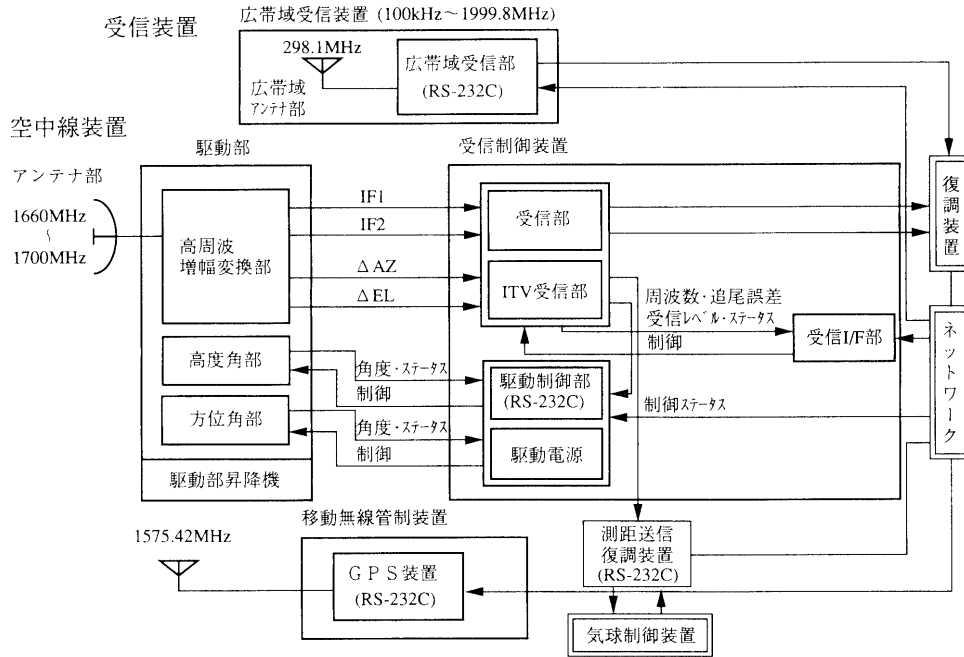 受信装置
広帯域受信装置 (100kHz～1999.8MHz)
298.1MHz
広帯域
アンテナ部
広帯域受信部
(RS-232C)
空中線装置
アンテナ部
1660MHz
～
1700MHz
駆動部
高周波
増幅変換部
高度角部
方位角部
駆動部昇降機
IF1
IF2
ΔAZ
ΔEL
角度・ステータス
制御
角度・ステータス
制御
受信制御装置
受信部
ITV受信部
駆動制御部
(RS-232C)
駆動電源
周波数・追尾誤差
受信レベル・ステータス
制御
受信I/F部
制御ステータス
復調装置
ネットワーク
移動無線管制装置
1575.42MHz
ＧＰＳ装置
(RS-232C)
測距送信
復調装置
(RS-232C)
気球制御装置